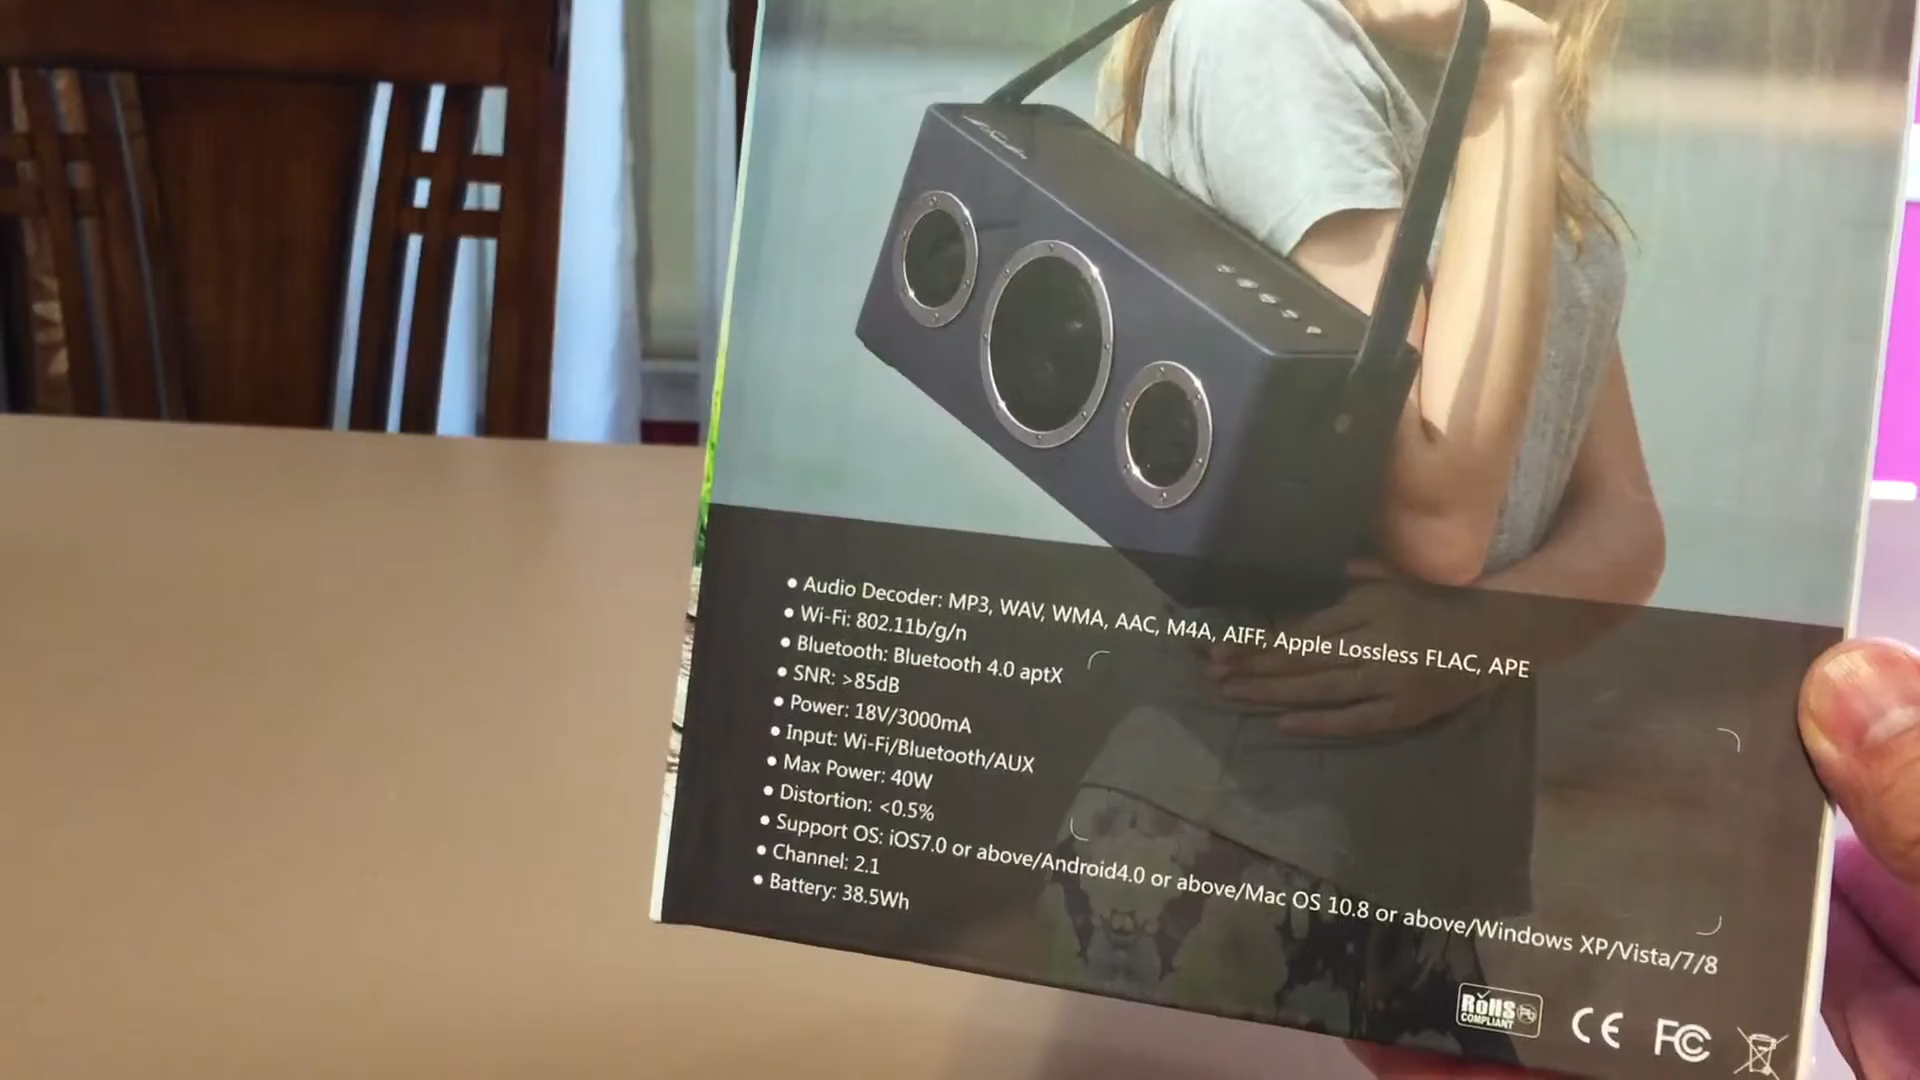 ● Audio Decoder: MP3, WAV, WMA, AAC, M4A, AIFF, Apple Lossless FLAC, APE
● Wi-Fi: 802.11b/g/n
● Bluetooth: Bluetooth 4.0 aptX
● SNR: >85dB
● Power: 18V/3000mA
● Input: Wi-Fi/Bluetooth/AUX
● Max Power: 40W
● Distortion: <0.5%
● Support OS: iOS7.0 or above/Android4.0 or above/Mac OS 10.8 or above/Windows XP/Vista/7/8
● Channel: 2.1
● Battery: 38.5Wh
RoHS
COMPLIANT
Pb
CE
FC